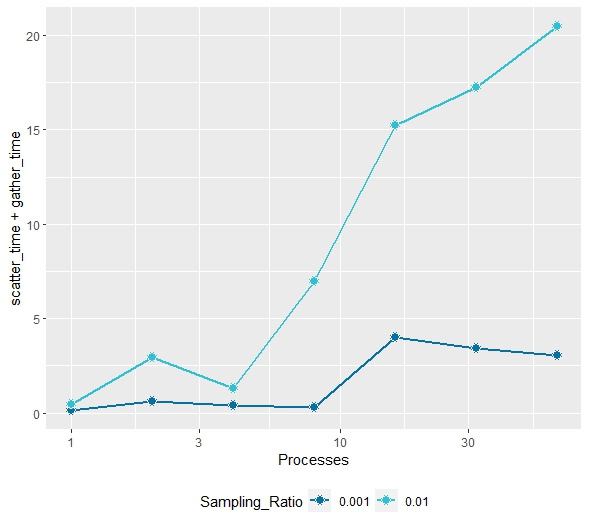 20
15
10
5
0
scatter_time + gather_time
1 3 10 30
Processes
Sampling_Ratio 0.001 0.01